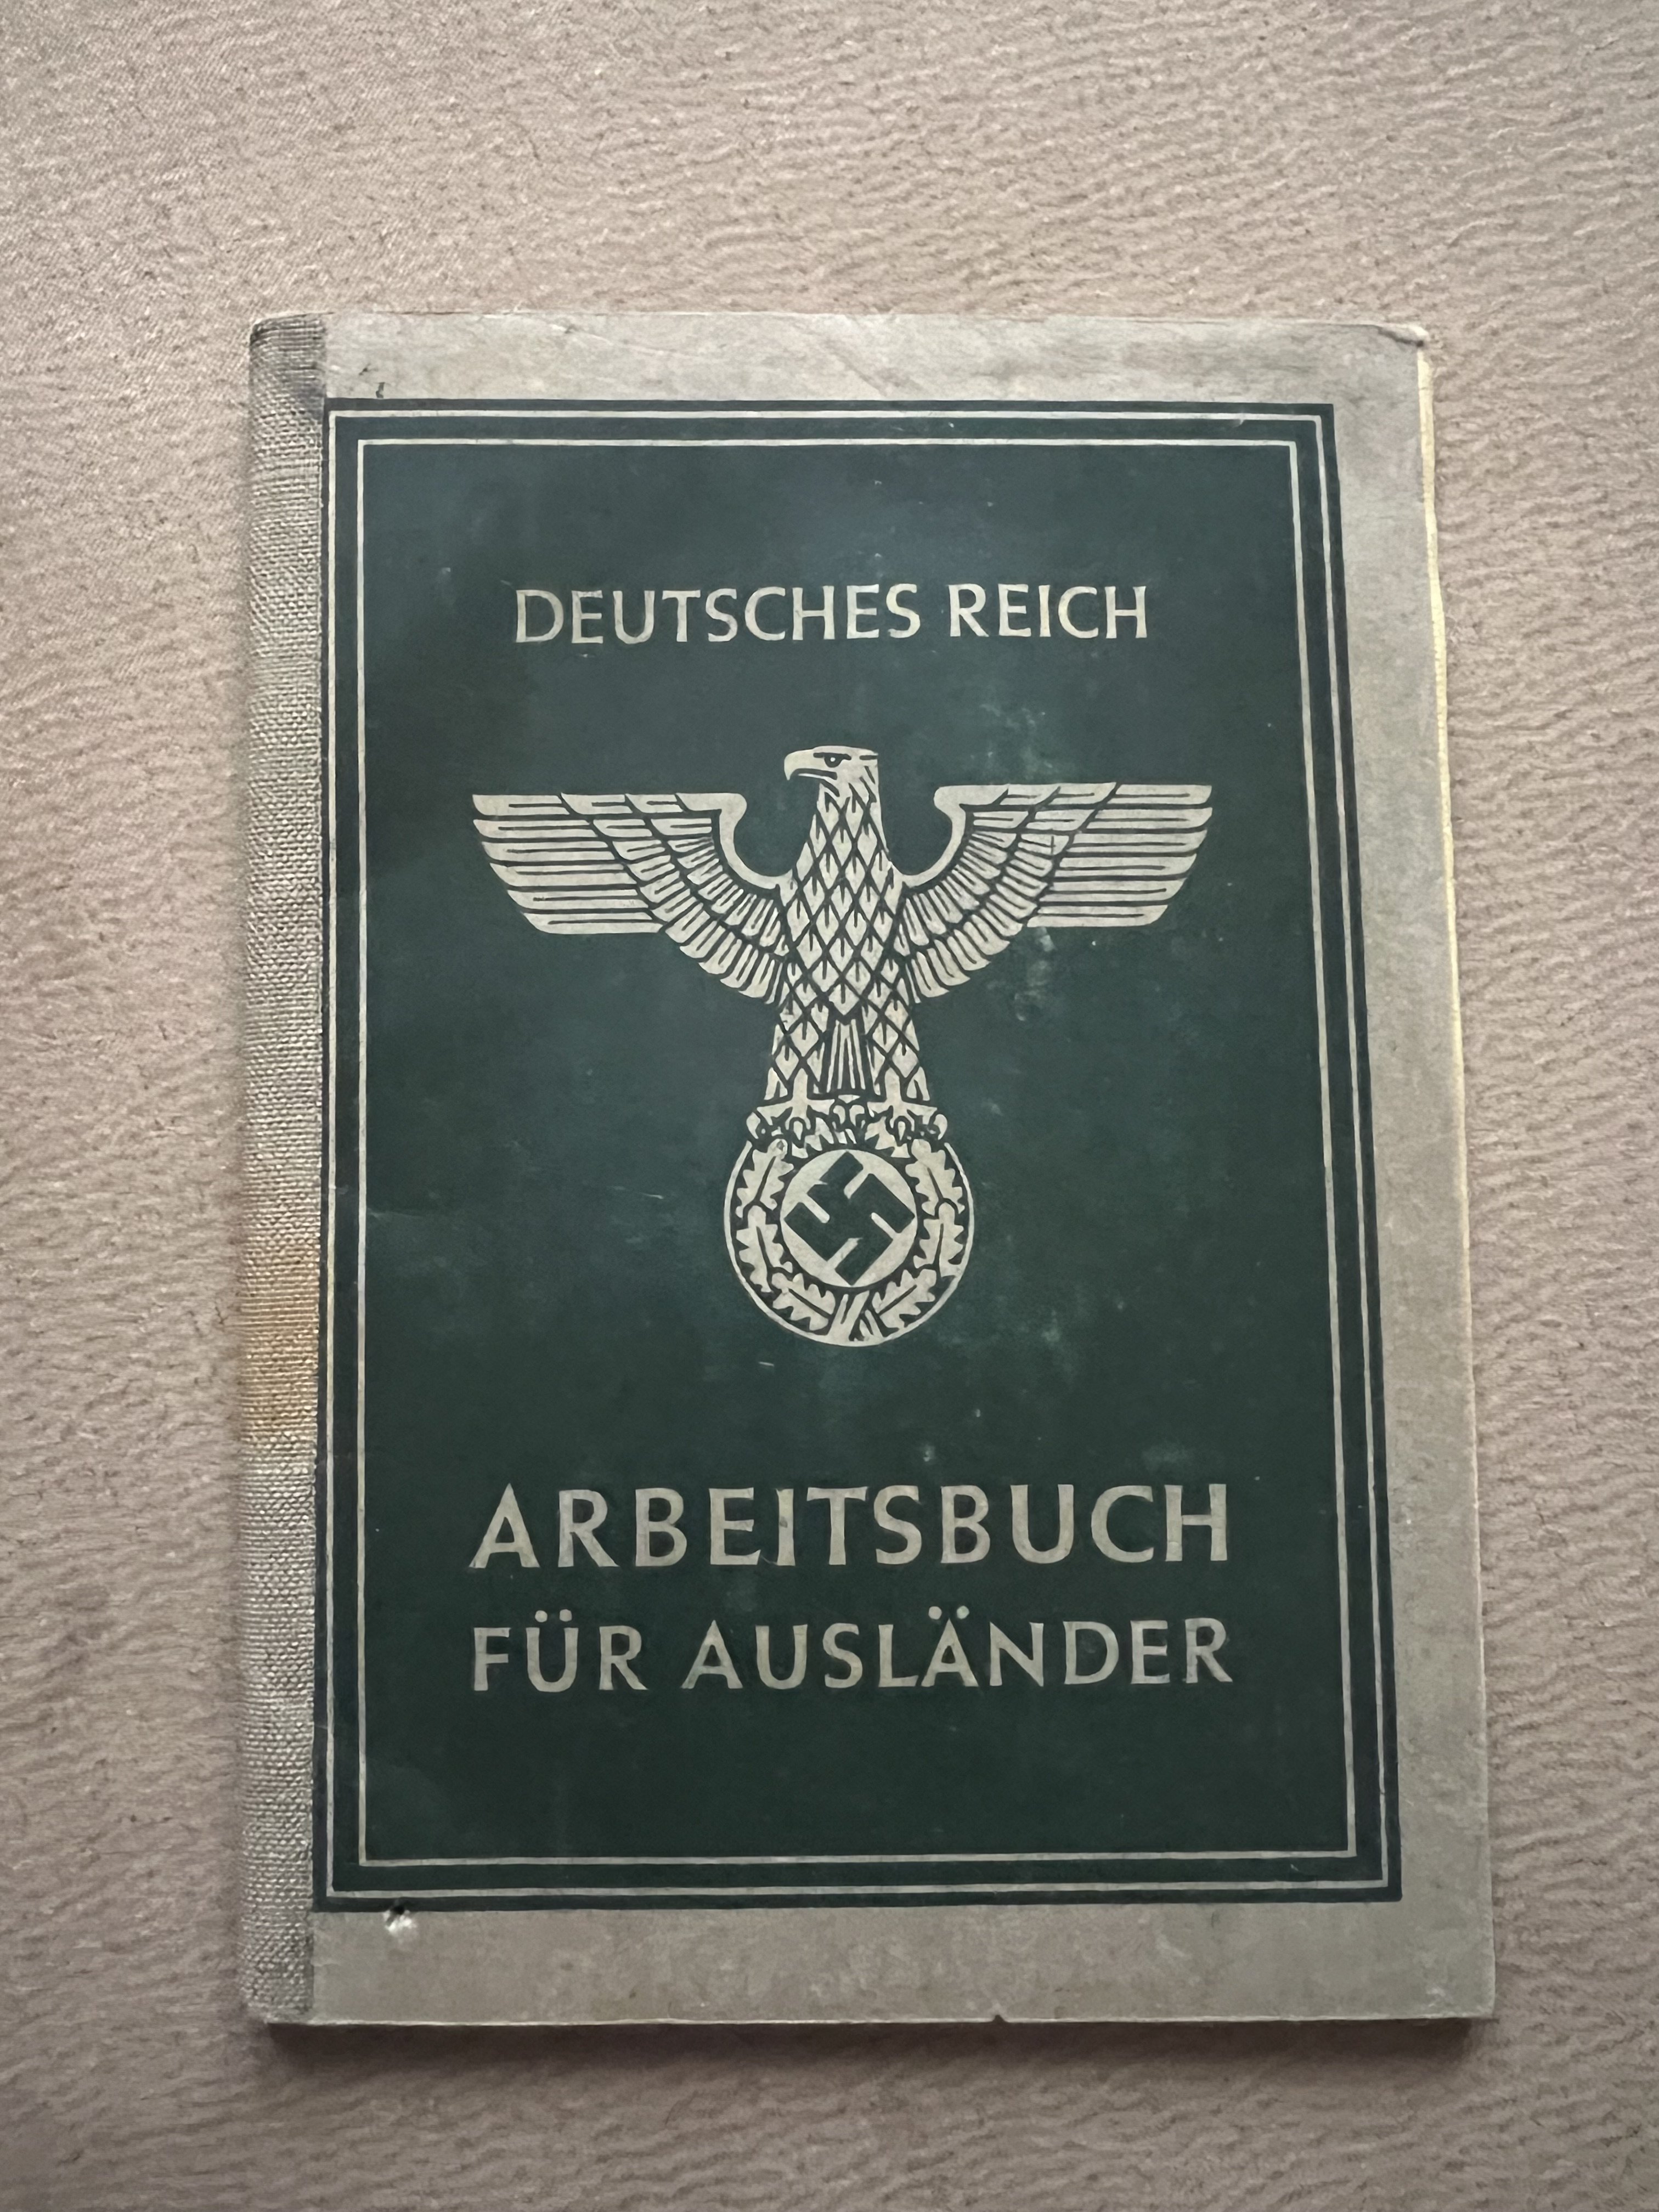 DEUTSCHES REICH
ARBEITSBUCH
FÜR AUSLÄNDER